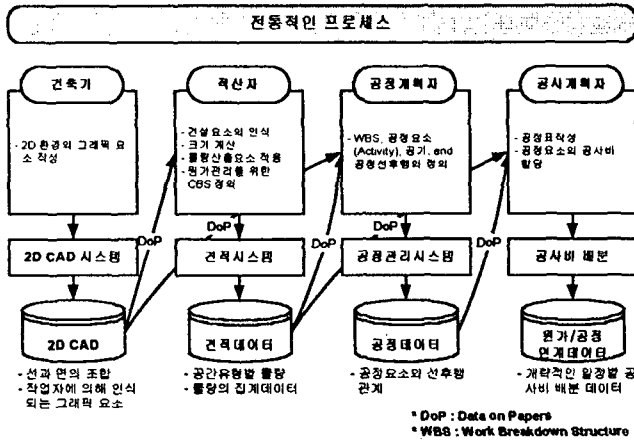 전통적인 프로세스
건축가
- 2D 환경의 그래픽 요
소 작성
2D CAD 시스템
2D CAD
- 선과 면의 조합
- 작업자에 의해 인식
되는 그래픽 요소
DoP
적산자
- 건설요소의 인식
- 크기 계산
- 물량산출요소 적용
- 원가관리를 위한
CBS 정의
견적시스템
견적데이터
- 공간유형별 물량
- 물량의 집계데이터
DoP
DoP
공정계획자
- WBS, 공정요소
(Activity), 공기, and
공정선후행의 정의
공정관리시스템
공정데이터
- 공정요소와 선후행
관계
DoP
DoP
공사계획자
- 공정표작성
- 공정요소의 공사비
할당
공사비 배분
원가/공정
연계데이터
- 개략적인 일정별 공
사비 배분 데이터
* DoP : Data on Papers
* WBS : Work Breakdown Structure